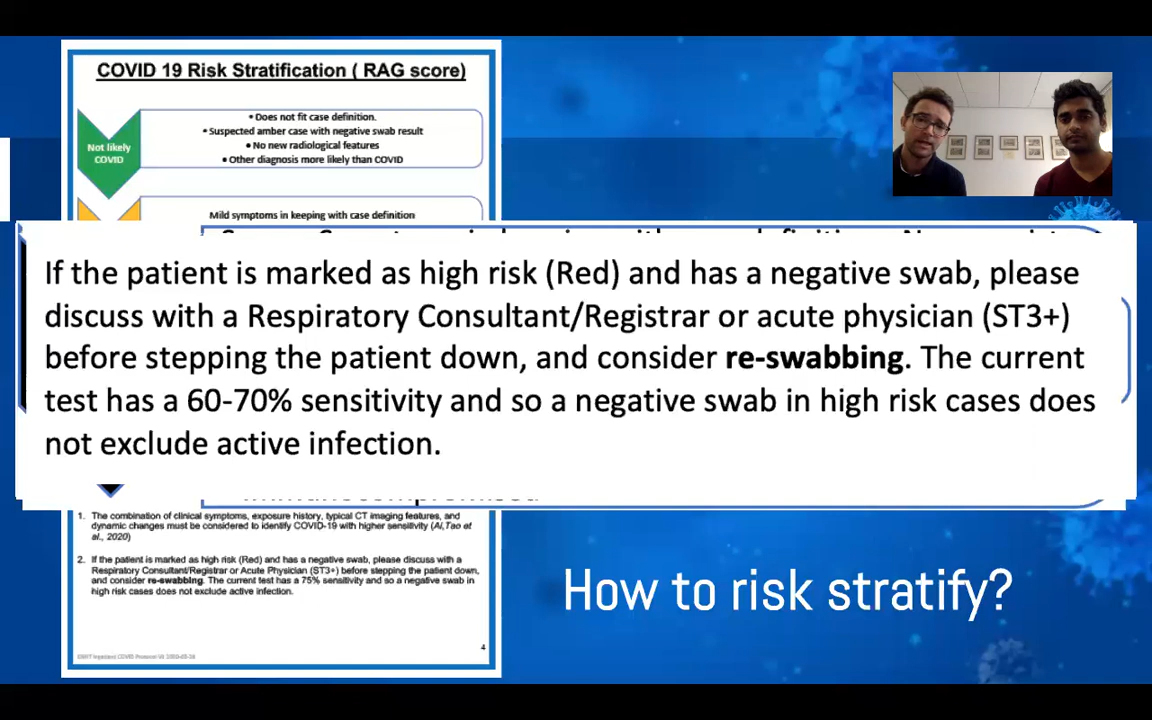 COVID 19 Risk Stratification ( RAG score)
Not likely
COVID
• Does not fit case definition.
• Suspected amber case with negative swab result
• No new radiological features
• Other diagnosis more likely than COVID
Mild symptoms in keeping with case definition
If the patient is marked as high risk (Red) and has a negative swab, please
discuss with a Respiratory Consultant/Registrar or acute physician (ST3+)
before stepping the patient down, and consider re-swabbing. The current
test has a 60-70% sensitivity and so a negative swab in high risk cases does
not exclude active infection.
1. The combination of clinical symptoms, exposure history, typical CT imaging features, and
dynamic changes must be considered to identify COVID-19 with higher sensitivity (Ai,Tao et
al., 2020)
2. If the patient is marked as high risk (Red) and has a negative swab, please discuss with a
Respiratory Consultant/Registrar or Acute Physician (ST3+) before stepping the patient down,
and consider re-swabbing. The current test has a 75% sensitivity and so a negative swab in
high risk cases does not exclude active infection.
4
Inpatient COVID Protocol
How to risk stratify?